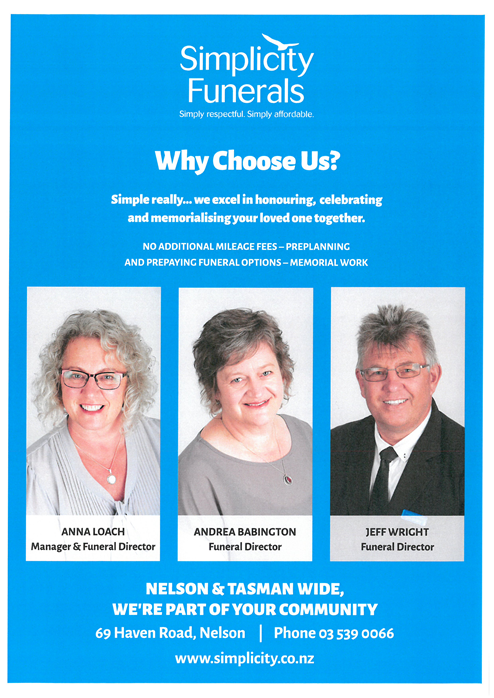 Simplicity
Funerals
Simply respectful. Simply affordable.
Why Choose Us?
Simple really... we excel in honouring, celebrating
and memorialising your loved one together.
NO ADDITIONAL MILEAGE FEES – PREPLANNING
AND PREPAYING FUNERAL OPTIONS – MEMORIAL WORK
ANNA LOACH
Manager & Funeral Director
ANDREA BABINGTON
Funeral Director
JEFF WRIGHT
Funeral Director
NELSON & TASMAN WIDE,
WE'RE PART OF YOUR COMMUNITY
69 Haven Road, Nelson | Phone 03 539 0066
www.simplicity.co.nz